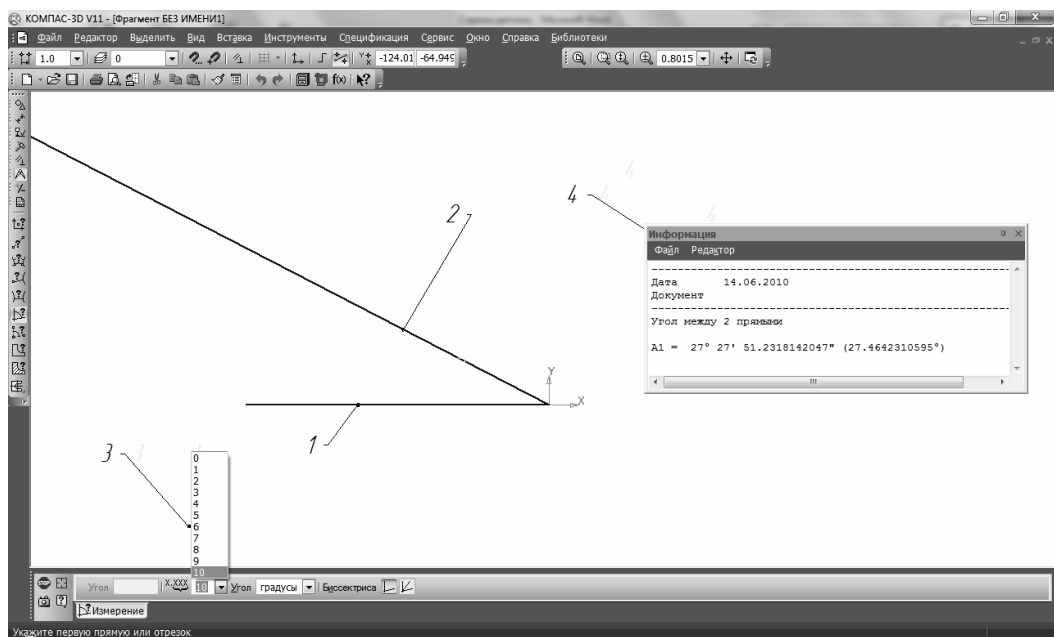 КОМПАС-3D V11 - [Фрагмент БЕЗ ИМЕНИ1]
Файл Редактор Выделить Вид Вставка Инструменты Спецификация Сервис Окно Справка Библиотеки
1.0 0 -124.01 -64.949 0.8015
4
2
Информация
Файл Редактор
Дата 14.06.2010
Документ
Угол между 2 прямыми
A1 = 27° 27' 51.2318142047" (27.4642310595°)
Y
X
1
3
0
1
2
3
4
5
6
7
8
9
10
STOP Угол X.XXX 10 Угол градусы Биссектриса
Измерение
Укажите первую прямую или отрезок